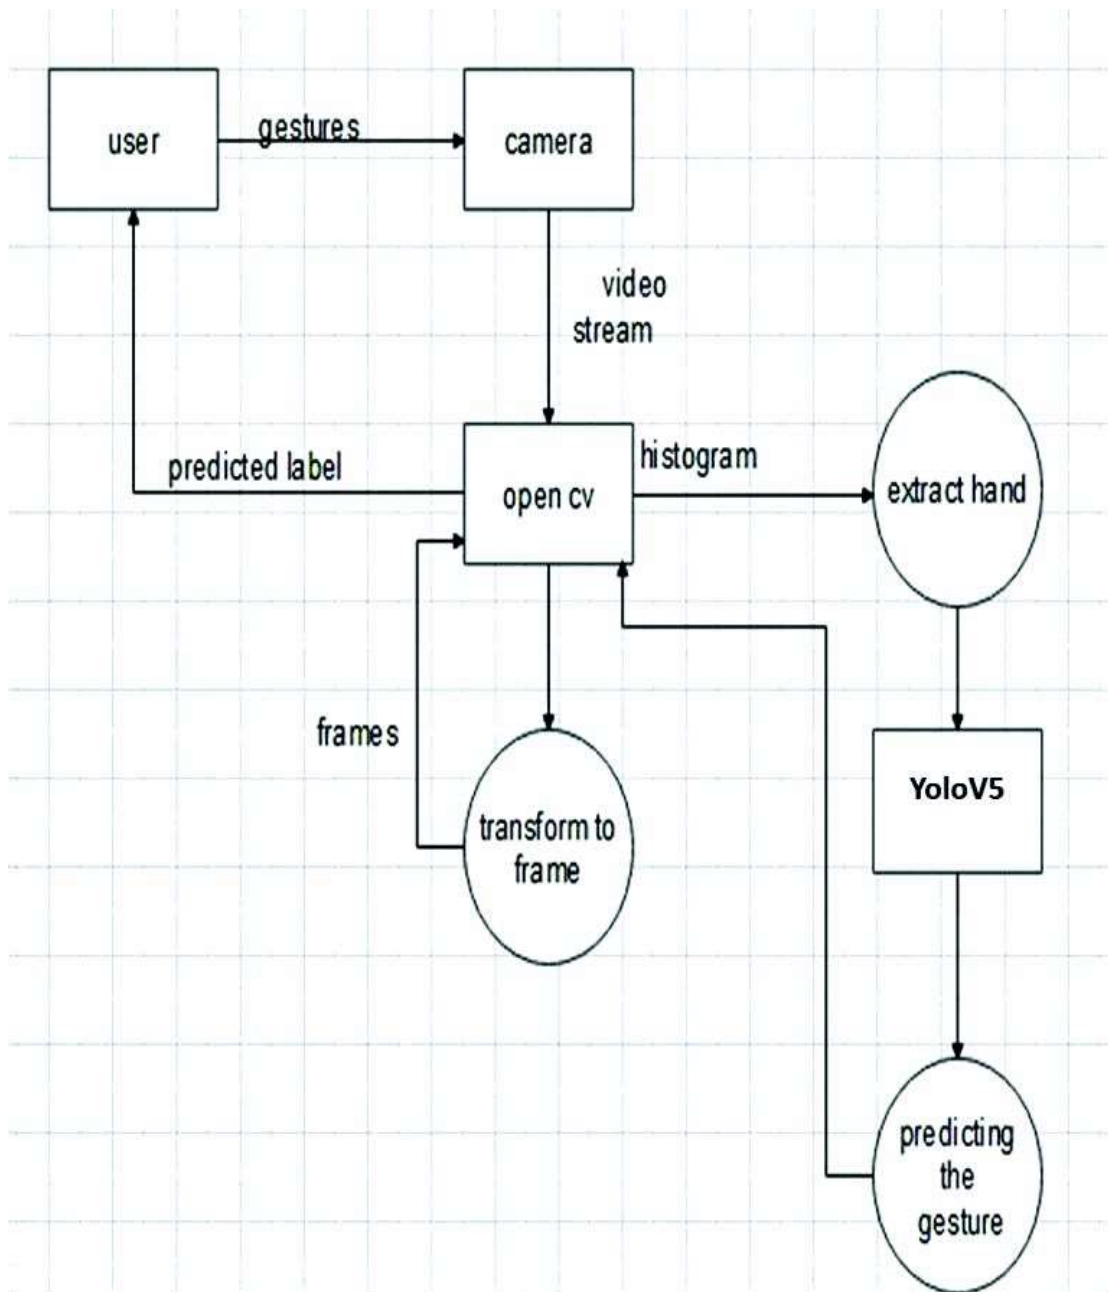 user
gestures
camera
video
stream
predicted label
open cv
histogram
extract hand
frames
transform to
frame
YoloV5
predicting
the
gesture